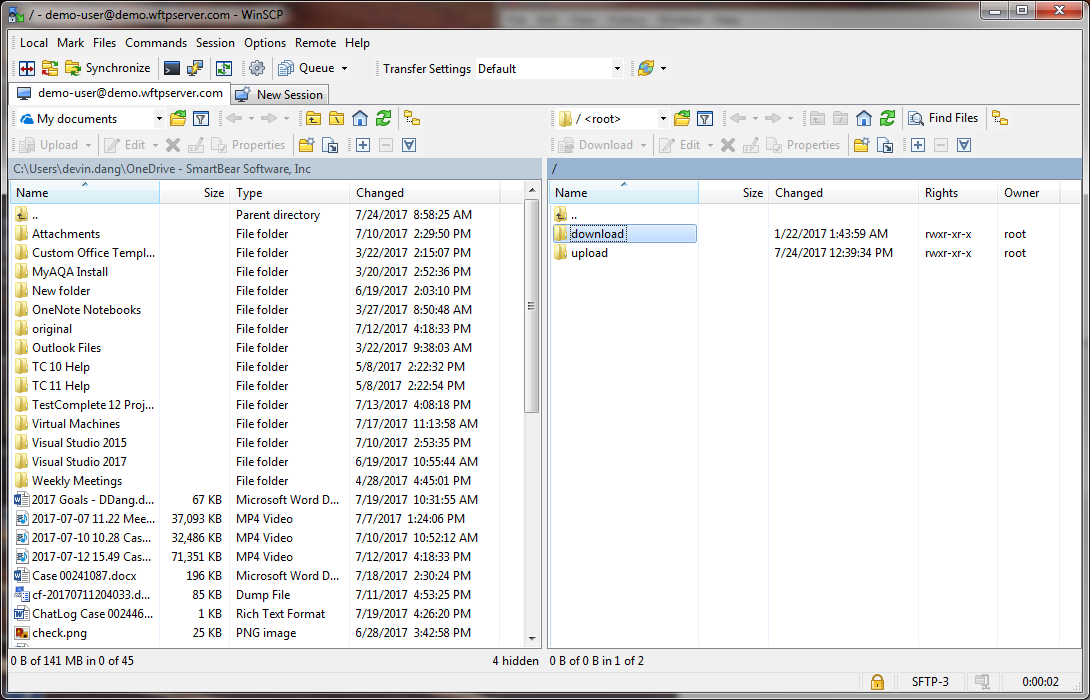 / - demo-user@demo.wftpserver.com - WinSCP
Local Mark Files Commands Session Options Remote Help
Synchronize Queue Transfer Settings Default
demo-user@demo.wftpserver.com New Session
My documents / <root> Find Files
Upload Edit Properties Download Edit Properties
C:\Users\devin.dang\OneDrive - SmartBear Software, Inc /
Name Size Type Changed Name Size Changed Rights Owner
.. Parent directory 7/24/2017 8:58:25 AM ..
Attachments File folder 7/10/2017 2:29:50 PM download 1/22/2017 1:43:59 AM rwxr-xr-x root
Custom Office Templ... File folder 3/22/2017 2:15:07 PM upload 7/24/2017 12:39:34 PM rwxr-xr-x root
MyAQA Install File folder 3/20/2017 2:52:36 PM
New folder File folder 6/19/2017 2:03:10 PM
OneNote Notebooks File folder 3/27/2017 8:50:48 AM
original File folder 7/12/2017 4:18:33 PM
Outlook Files File folder 3/22/2017 9:38:03 AM
TC 10 Help File folder 5/8/2017 2:22:32 PM
TC 11 Help File folder 5/8/2017 2:22:54 PM
TestComplete 12 Proj... File folder 7/13/2017 4:08:18 PM
Virtual Machines File folder 7/17/2017 11:13:58 AM
Visual Studio 2015 File folder 7/10/2017 2:53:35 PM
Visual Studio 2017 File folder 6/19/2017 10:55:44 AM
Weekly Meetings File folder 4/28/2017 4:45:01 PM
2017 Goals - DDang.d... 67 KB Microsoft Word D... 7/19/2017 10:31:55 AM
2017-07-07 11.22 Mee... 37,093 KB MP4 Video 7/7/2017 1:24:06 PM
2017-07-10 10.28 Cas... 32,486 KB MP4 Video 7/10/2017 10:52:12 AM
2017-07-12 15.49 Cas... 71,351 KB MP4 Video 7/12/2017 4:18:33 PM
Case 00241087.docx 196 KB Microsoft Word D... 7/18/2017 2:30:24 PM
cf-20170711204033.d... 85 KB Dump File 7/11/2017 4:53:25 PM
ChatLog Case 002446... 1 KB Rich Text Format 7/19/2017 4:26:20 PM
check.png 25 KB PNG image 6/28/2017 3:42:58 PM
0 B of 141 MB in 0 of 45 4 hidden 0 B of 0 B in 1 of 2
SFTP-3 0:00:02